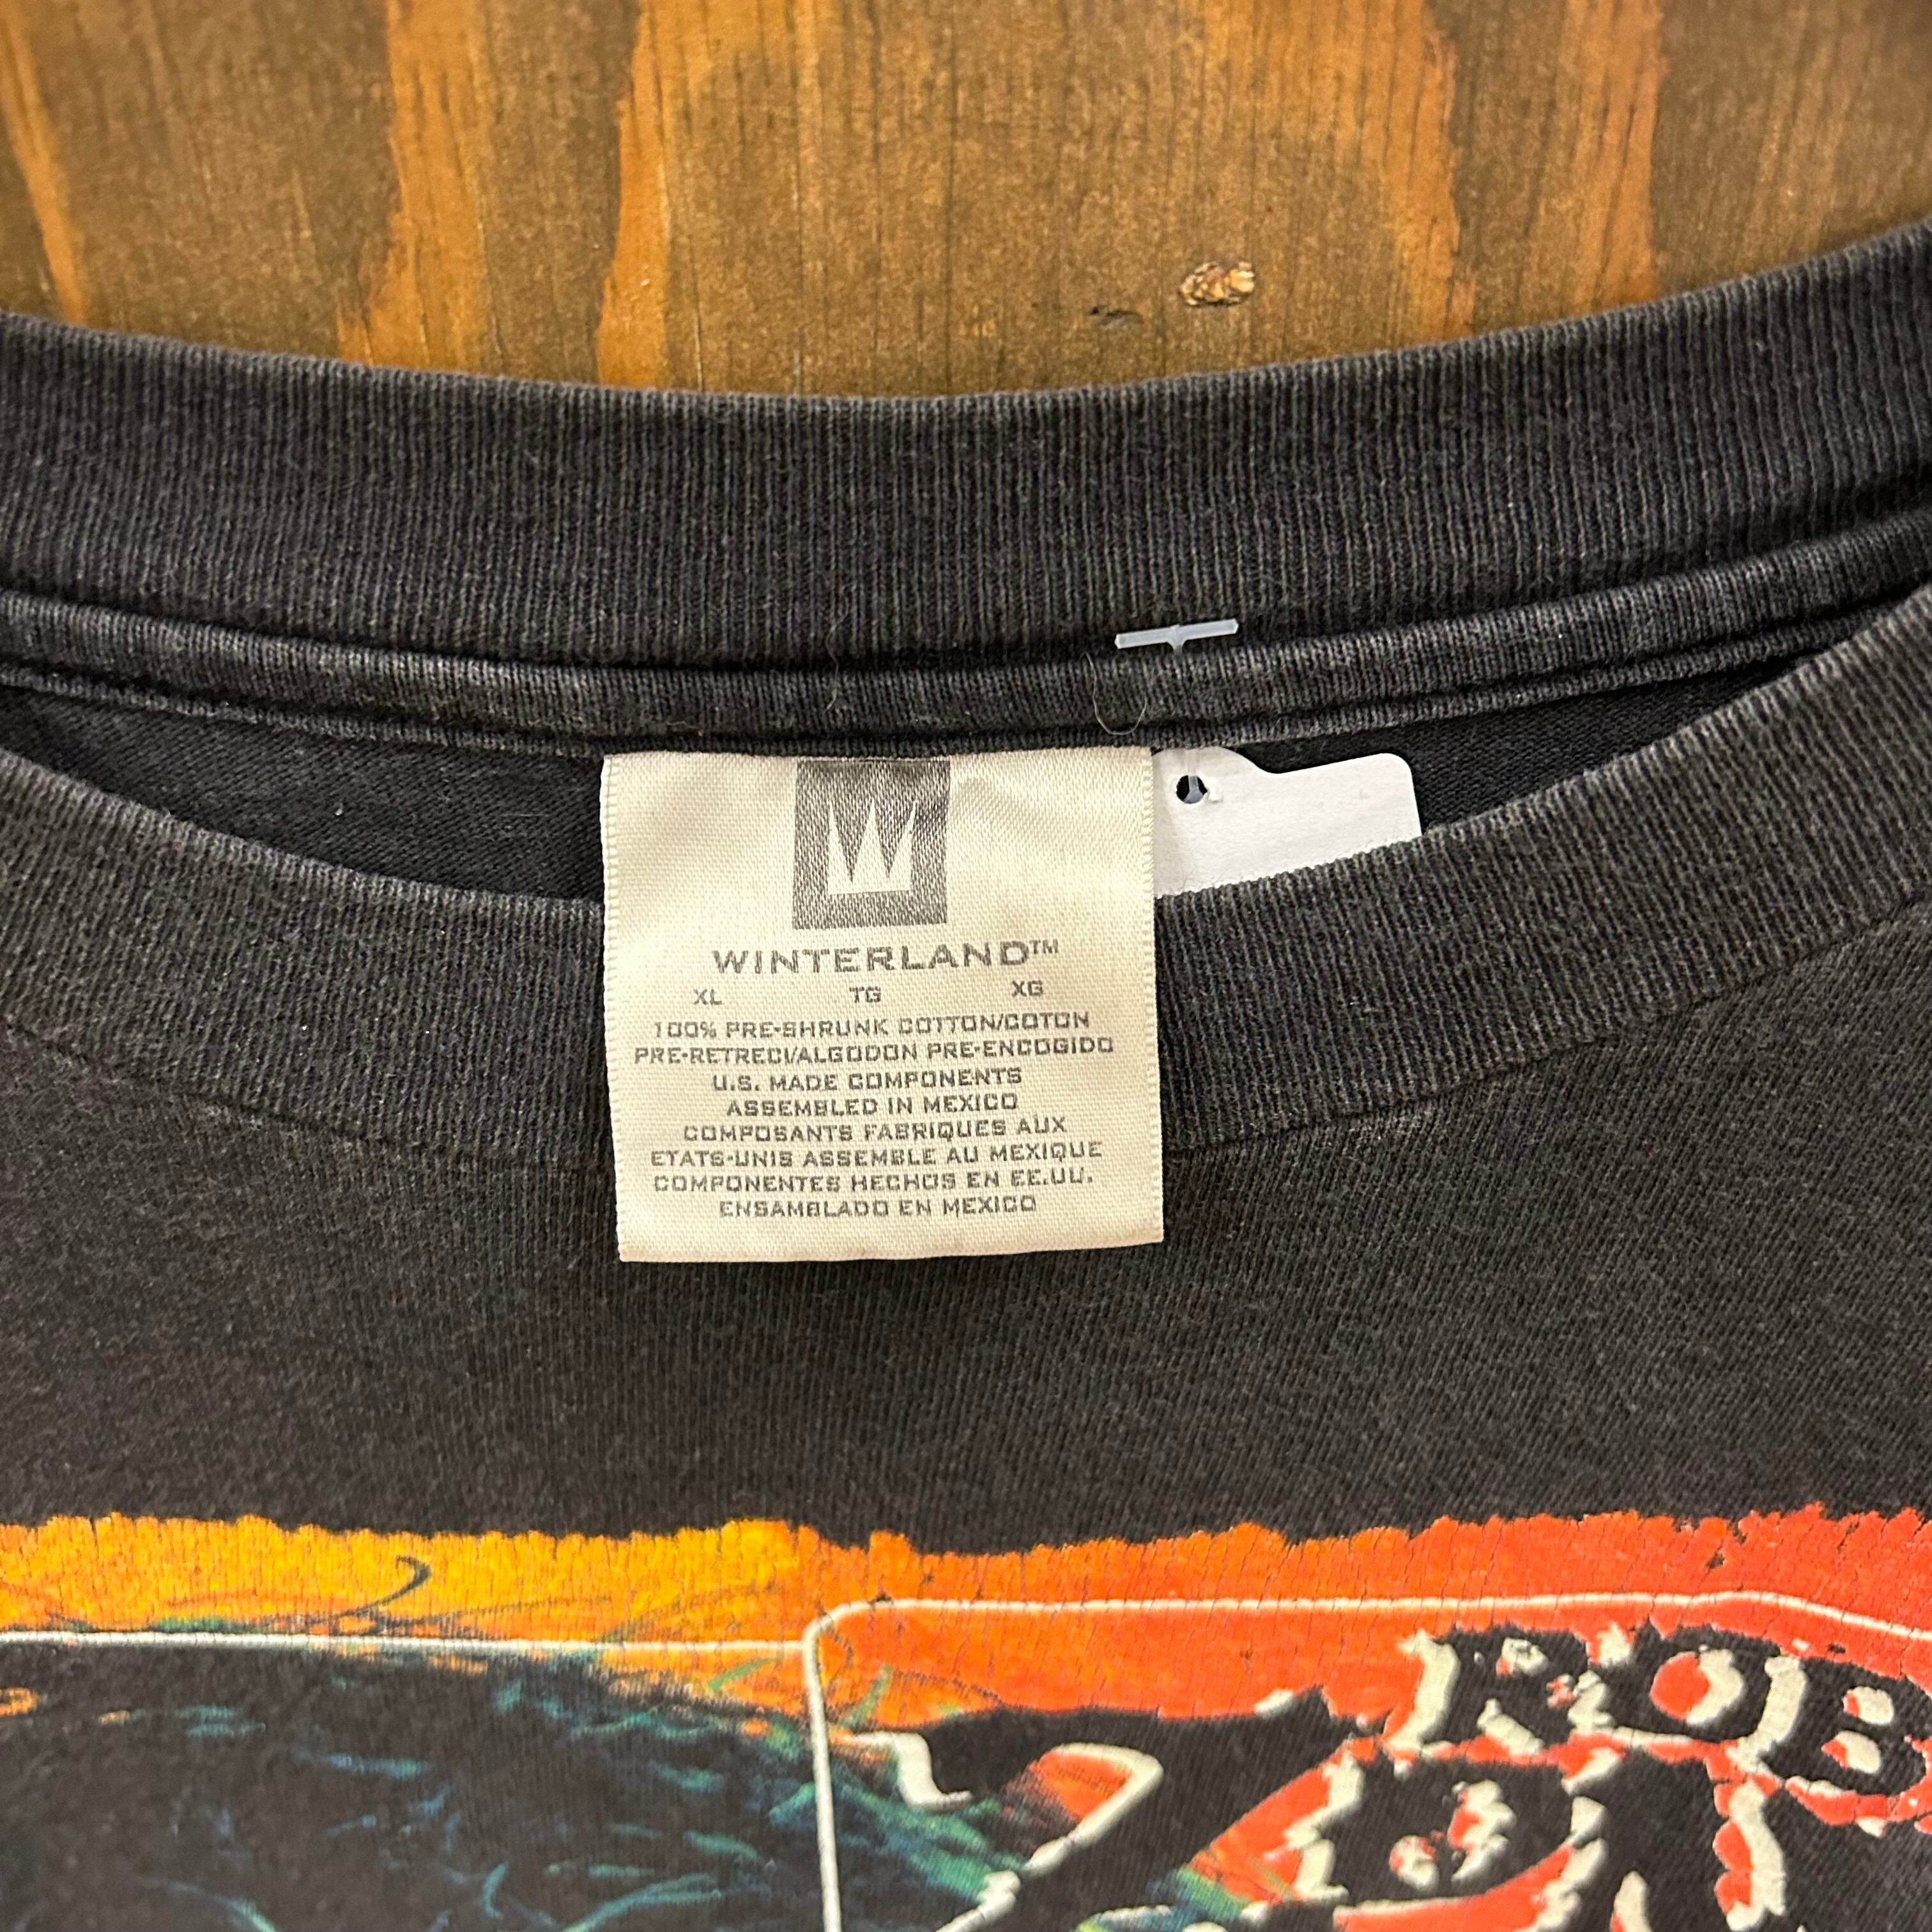 WINTERLAND™
XL TG XG
100% PRE-SHRUNK COTTON/COTON
PRE-RETRECI/ALGODON PRE-ENCOGIDO
U.S. MADE COMPONENTS
ASSEMBLED IN MEXICO
COMPOSANTS FABRIQUES AUX
ETATS-UNIS ASSEMBLE AU MEXIQUE
COMPONENTES HECHOS EN EE.UU.
ENSAMBLADO EN MEXICO
ROB